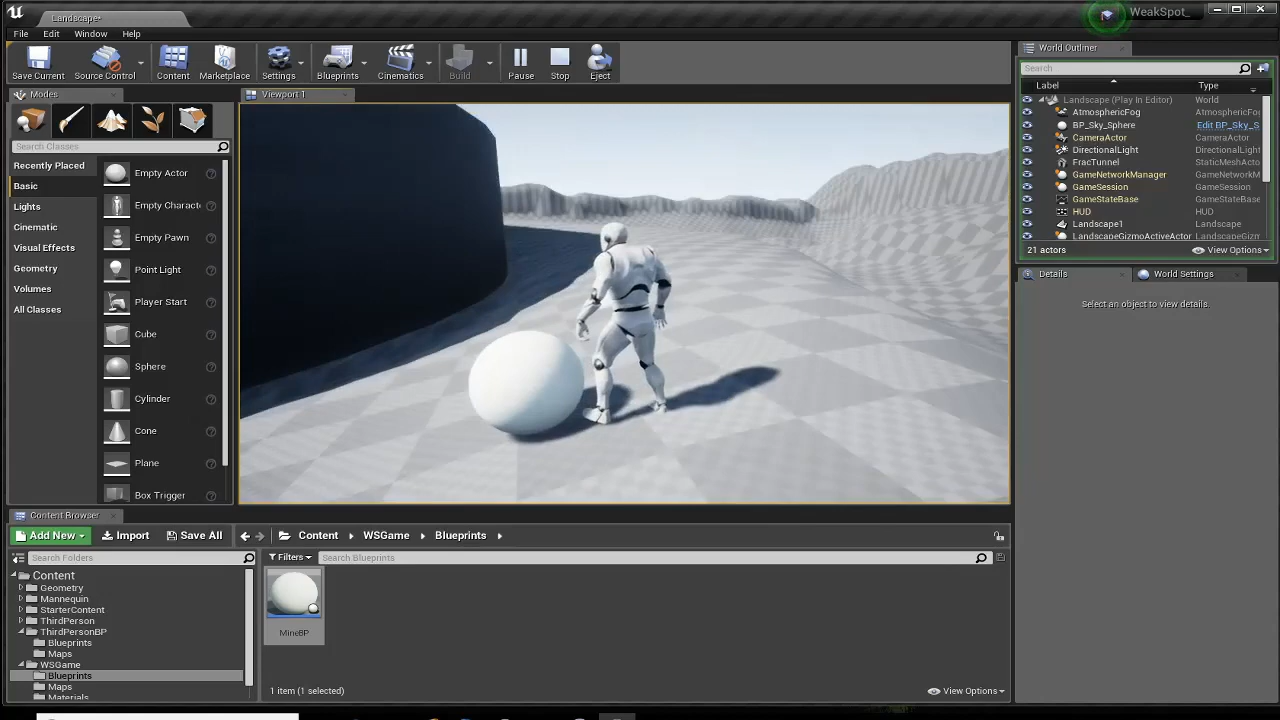 Landscape*
WeakSpot_
File Edit Window Help
Save Current Source Control Content Marketplace Settings Blueprints Cinematics Build Pause Stop Eject
World Outliner
Search
Label Type
Landscape (Play In Editor) World
AtmosphericFog AtmosphericFog
BP_Sky_Sphere Edit BP_Sky_S
CameraActor CameraActor
DirectionalLight DirectionalLight
FracTunnel StaticMeshActo
GameNetworkManager GameNetworkM
GameSession GameSession
GameStateBase GameStateBase
HUD HUD
Landscape1 Landscape
LandscapeGizmoActiveActor LandscapeGizm
21 actors View Options
Details World Settings
Select an object to view details.
Modes
Search Classes
Recently Placed
Basic
Lights
Cinematic
Visual Effects
Geometry
Volumes
All Classes
Empty Actor
Empty Charact
Empty Pawn
Point Light
Player Start
Cube
Sphere
Cylinder
Cone
Plane
Box Trigger
Viewport 1
Content Browser
Add New Import Save All Content WSGame Blueprints
Search Folders
Filters Search Blueprints
Content
Geometry
Mannequin
StarterContent
ThirdPerson
ThirdPersonBP
Blueprints
Maps
WSGame
Blueprints
Maps
Materials
MineBP
1 item (1 selected) View Options